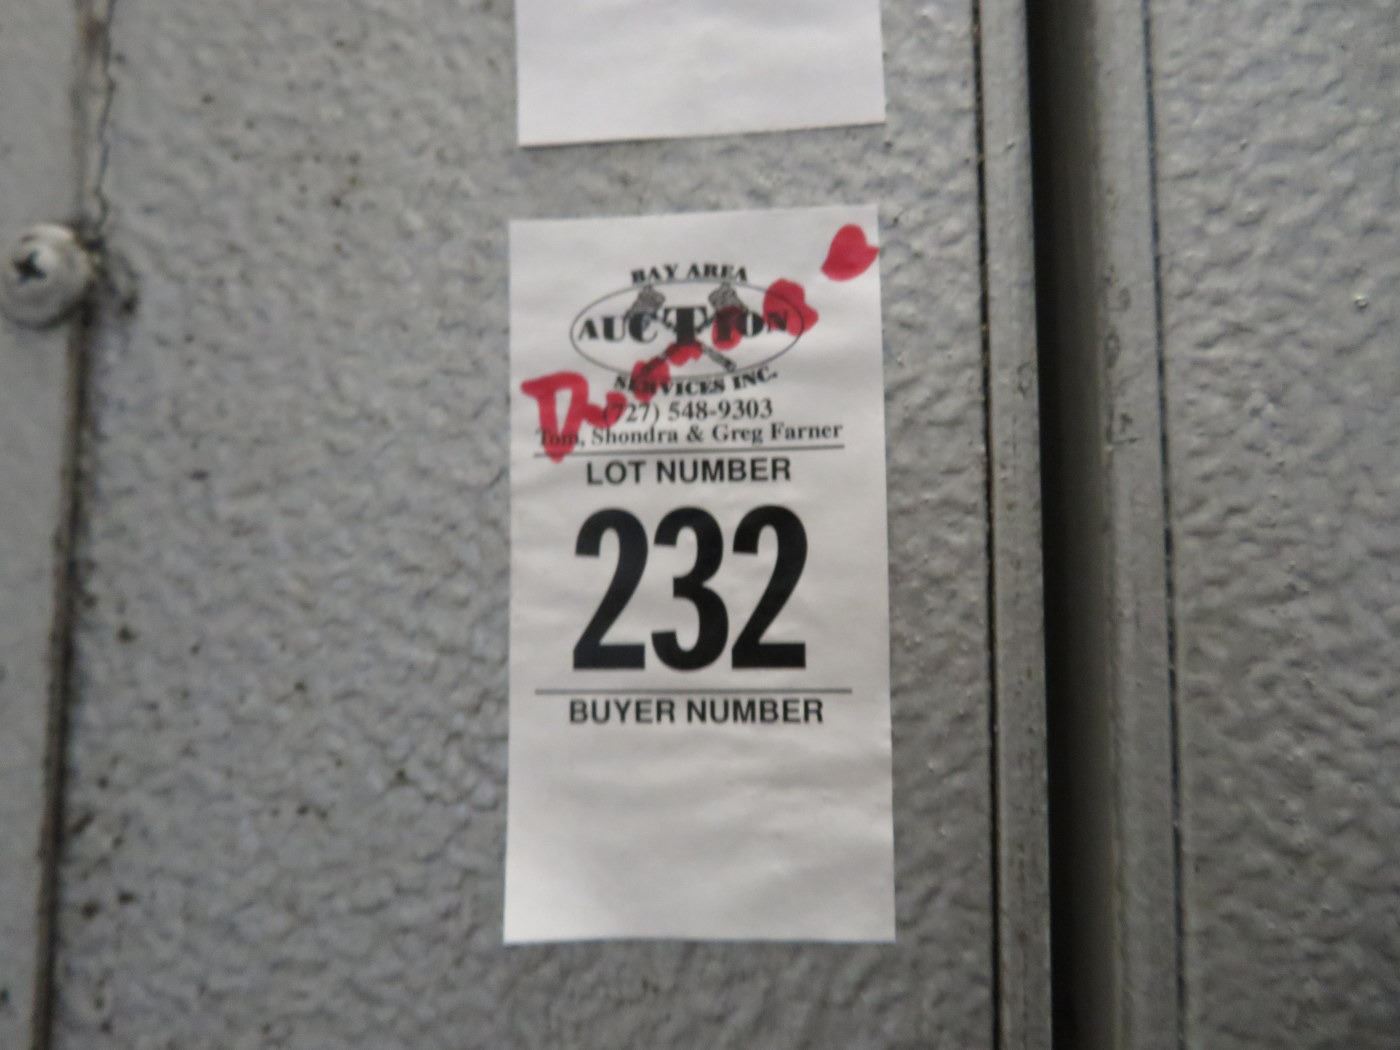 BAY AREA
AUCTION
SERVICES INC.
(727) 548-9303
Tom, Shondra & Greg Farner
LOT NUMBER
232
BUYER NUMBER